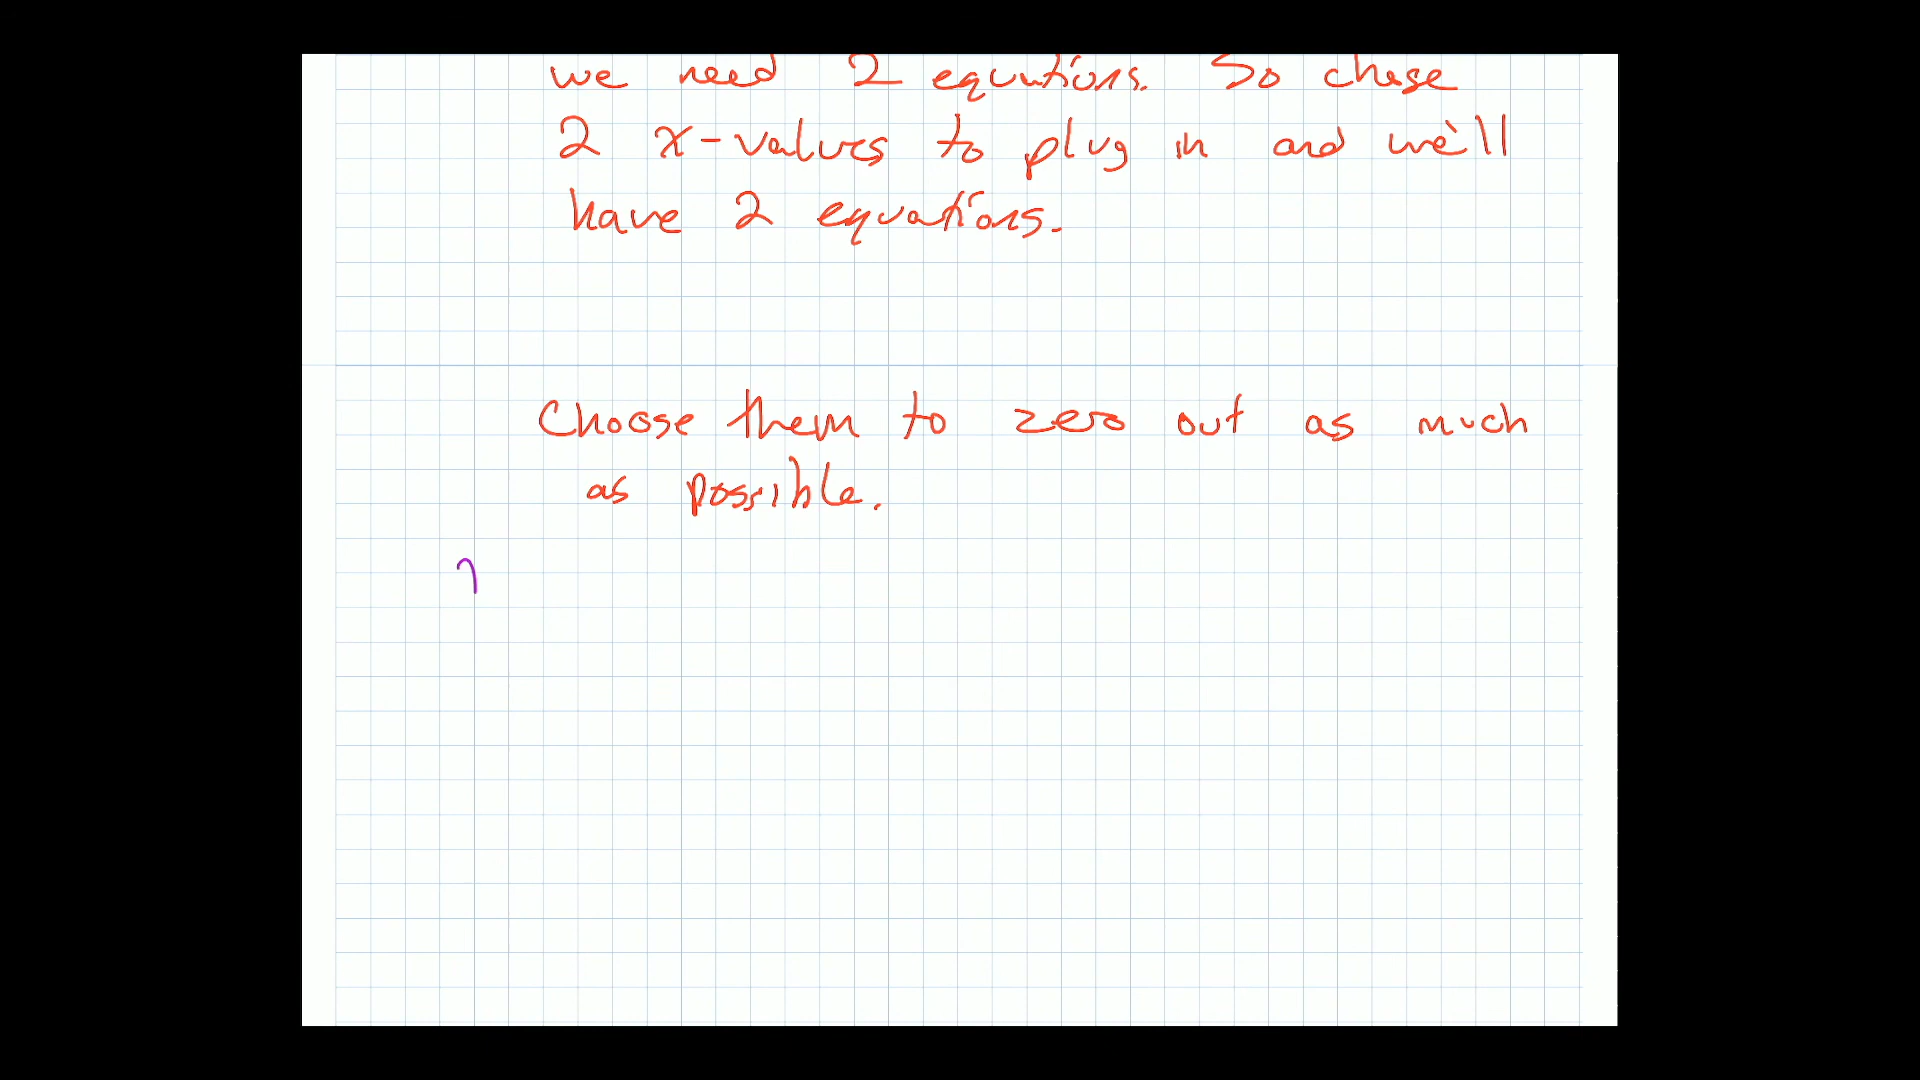 we need 2 equations. So chose
2 x-values to plug in and we'll
have 2 equations.
Choose them to zero out as much
as possible.